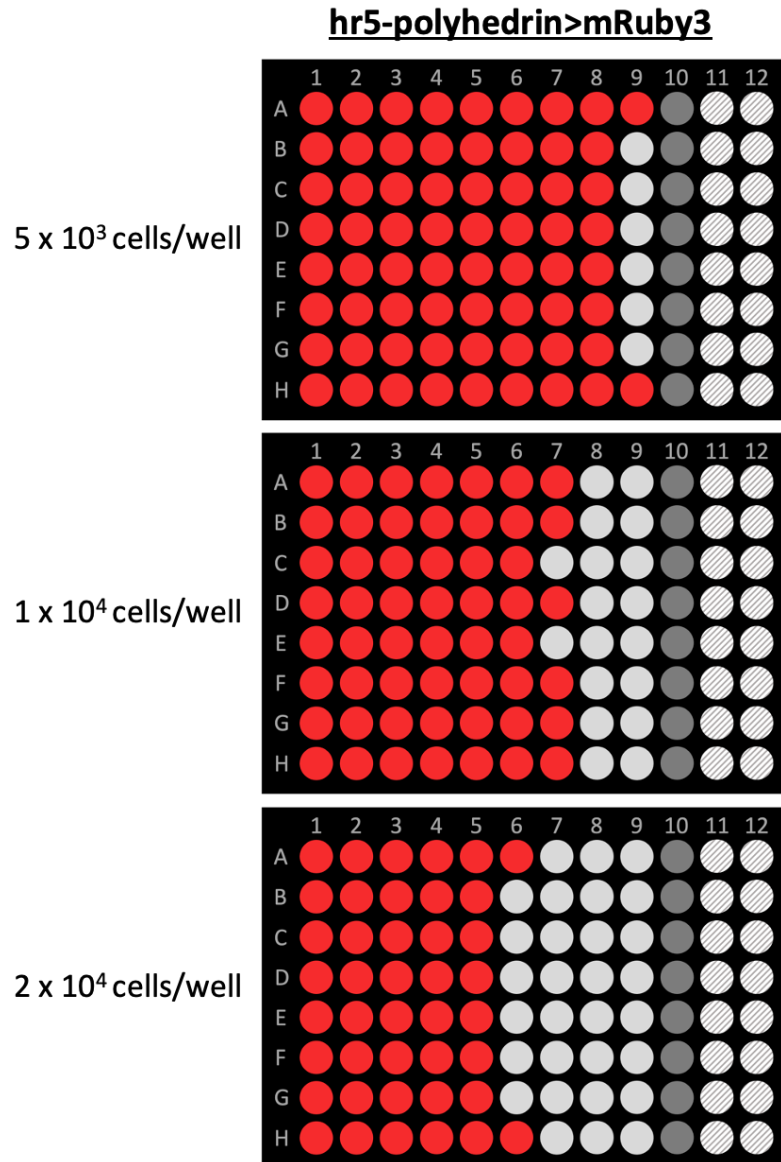 hr5-polyhedrin>mRuby3
1 2 3 4 5 6 7 8 9 10 11 12
A
B
C
D
5 x 10³ cells/well
E
F
G
H
1 2 3 4 5 6 7 8 9 10 11 12
A
B
C
D
1 x 10⁴ cells/well
E
F
G
H
1 2 3 4 5 6 7 8 9 10 11 12
A
B
C
D
2 x 10⁴ cells/well
E
F
G
H